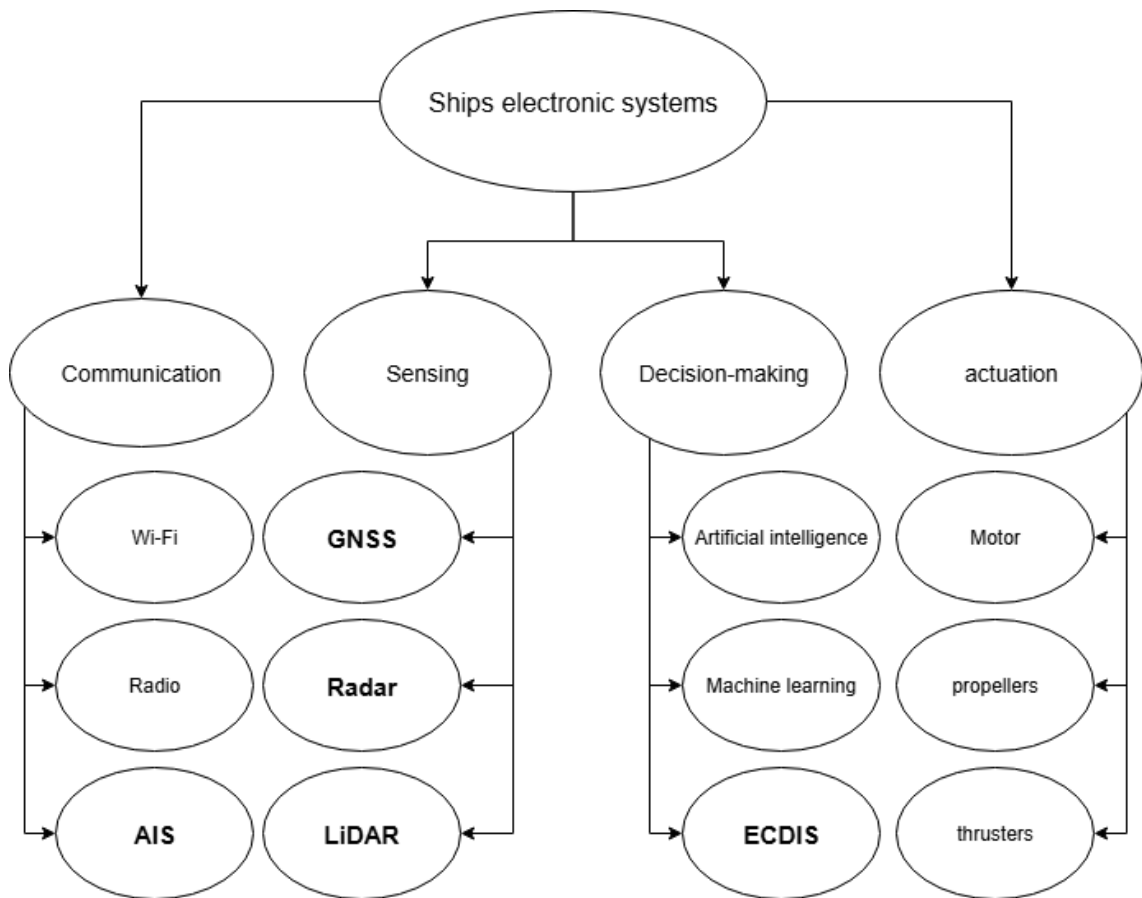 Ships electronic systems
Communication
Sensing
Decision-making
actuation
Wi-Fi
GNSS
Artificial intelligence
Motor
Radio
Radar
Machine learning
propellers
AIS
LiDAR
ECDIS
thrusters